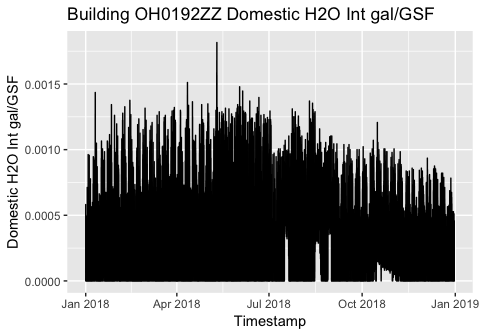 Building OH0192ZZ Domestic H2O Int gal/GSF
Domestic H2O Int gal/GSF
0.0015
0.0010
0.0005
0.0000
Jan 2018 Apr 2018 Jul 2018 Oct 2018 Jan 2019
Timestamp